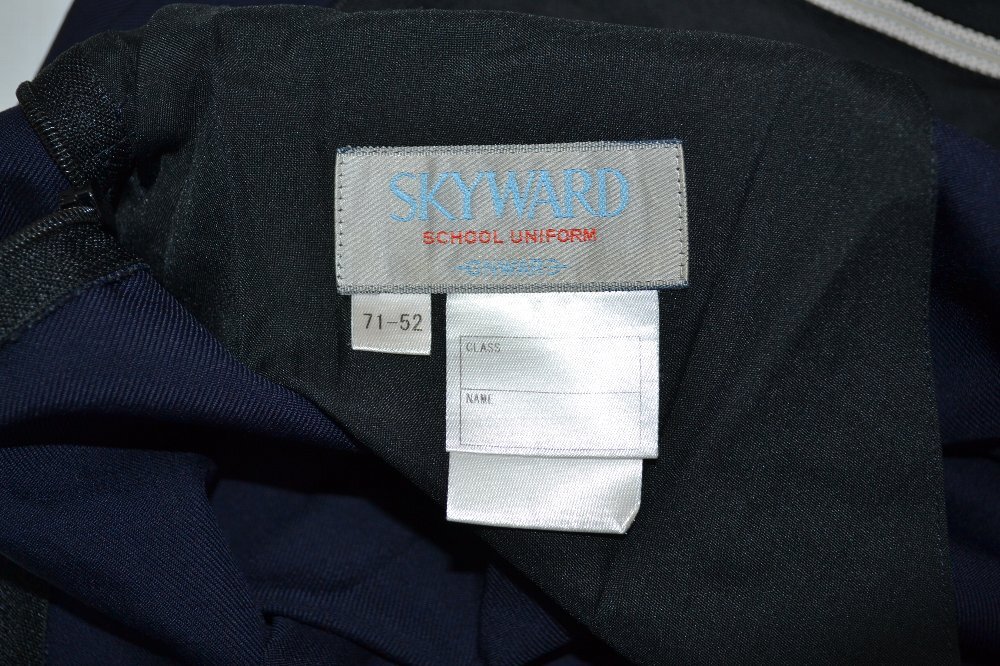 SKYWARD
SCHOOL UNIFORM
71-52
CLASS
NAME